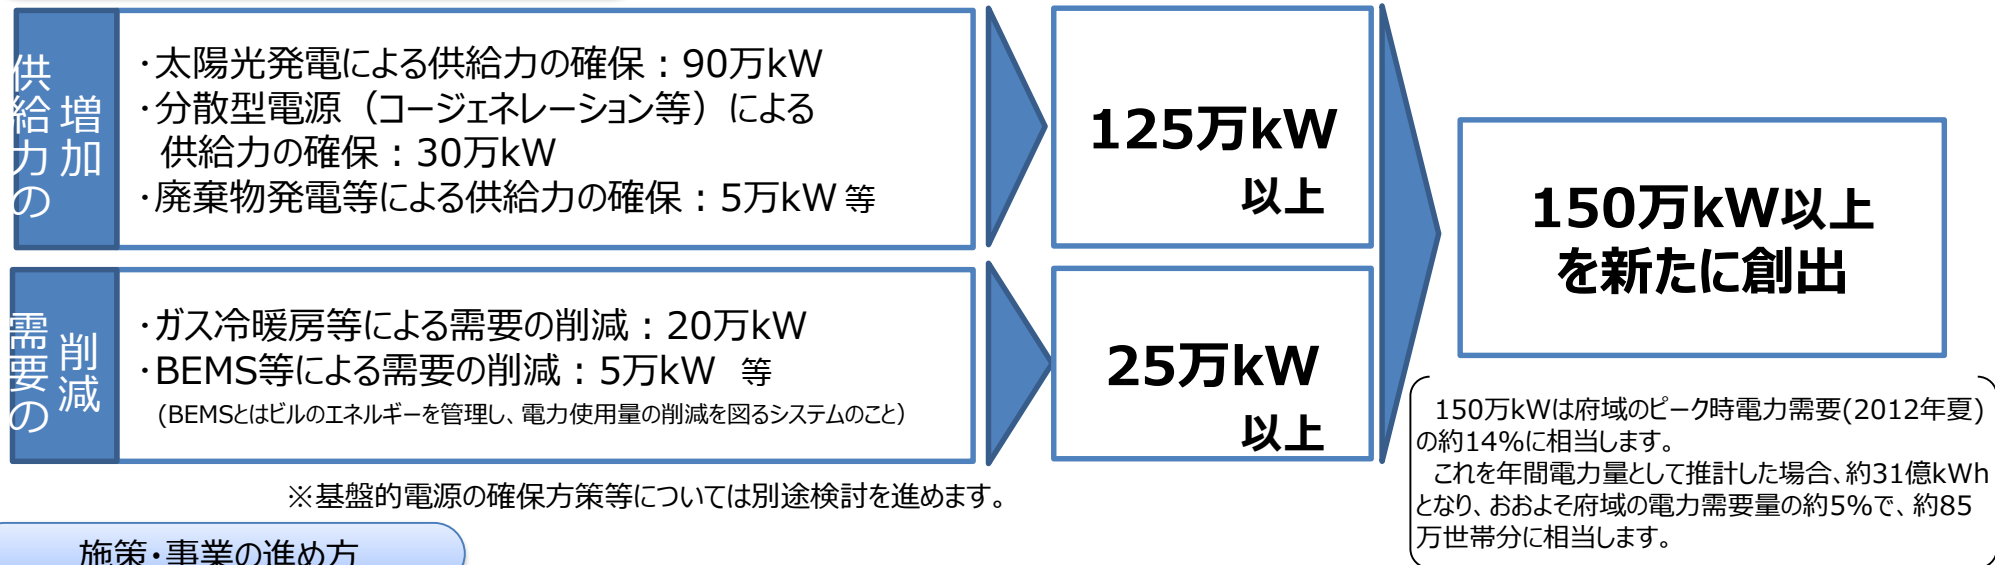 供給力の
増加
・太陽光発電による供給力の確保：90万kW
・分散型電源（コージェネレーション等）による
供給力の確保：30万kW
・廃棄物発電等による供給力の確保：5万kW 等
125万kW
以上
需要の
削減
・ガス冷暖房等による需要の削減：20万kW
・BEMS等による需要の削減：5万kW 等
(BEMSとはビルのエネルギーを管理し、電力使用量の削減を図るシステムのこと）
25万kW
以上
150万kW以上
を新たに創出
150万kWは府域のピーク時電力需要(2012年夏)
の約14%に相当します。
これを年間電力量として推計した場合、約31億kWh
となり、おおよそ府域の電力需要量の約5%で、約85
万世帯分に相当します。
※基盤的電源の確保方策等については別途検討を進めます。
施策・事業の進め方